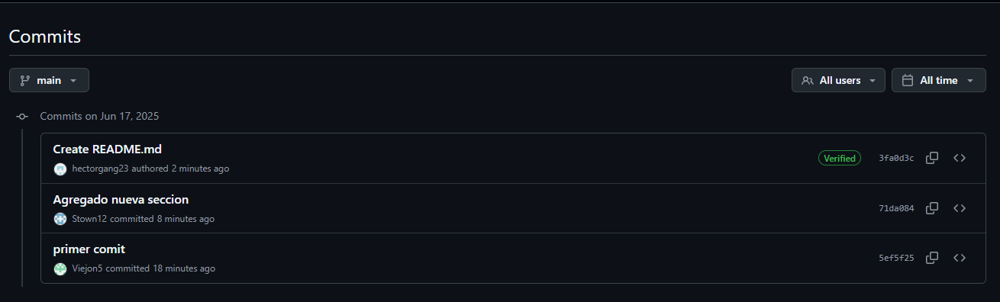 Commits
main
All users
All time
Commits on Jun 17, 2025
Create README.md
hectorgang23 authored 2 minutes ago
Verified
3fa0d3c
Agregado nueva seccion
Stown12 committed 8 minutes ago
71da084
primer comit
Viejon5 committed 18 minutes ago
5ef5f25